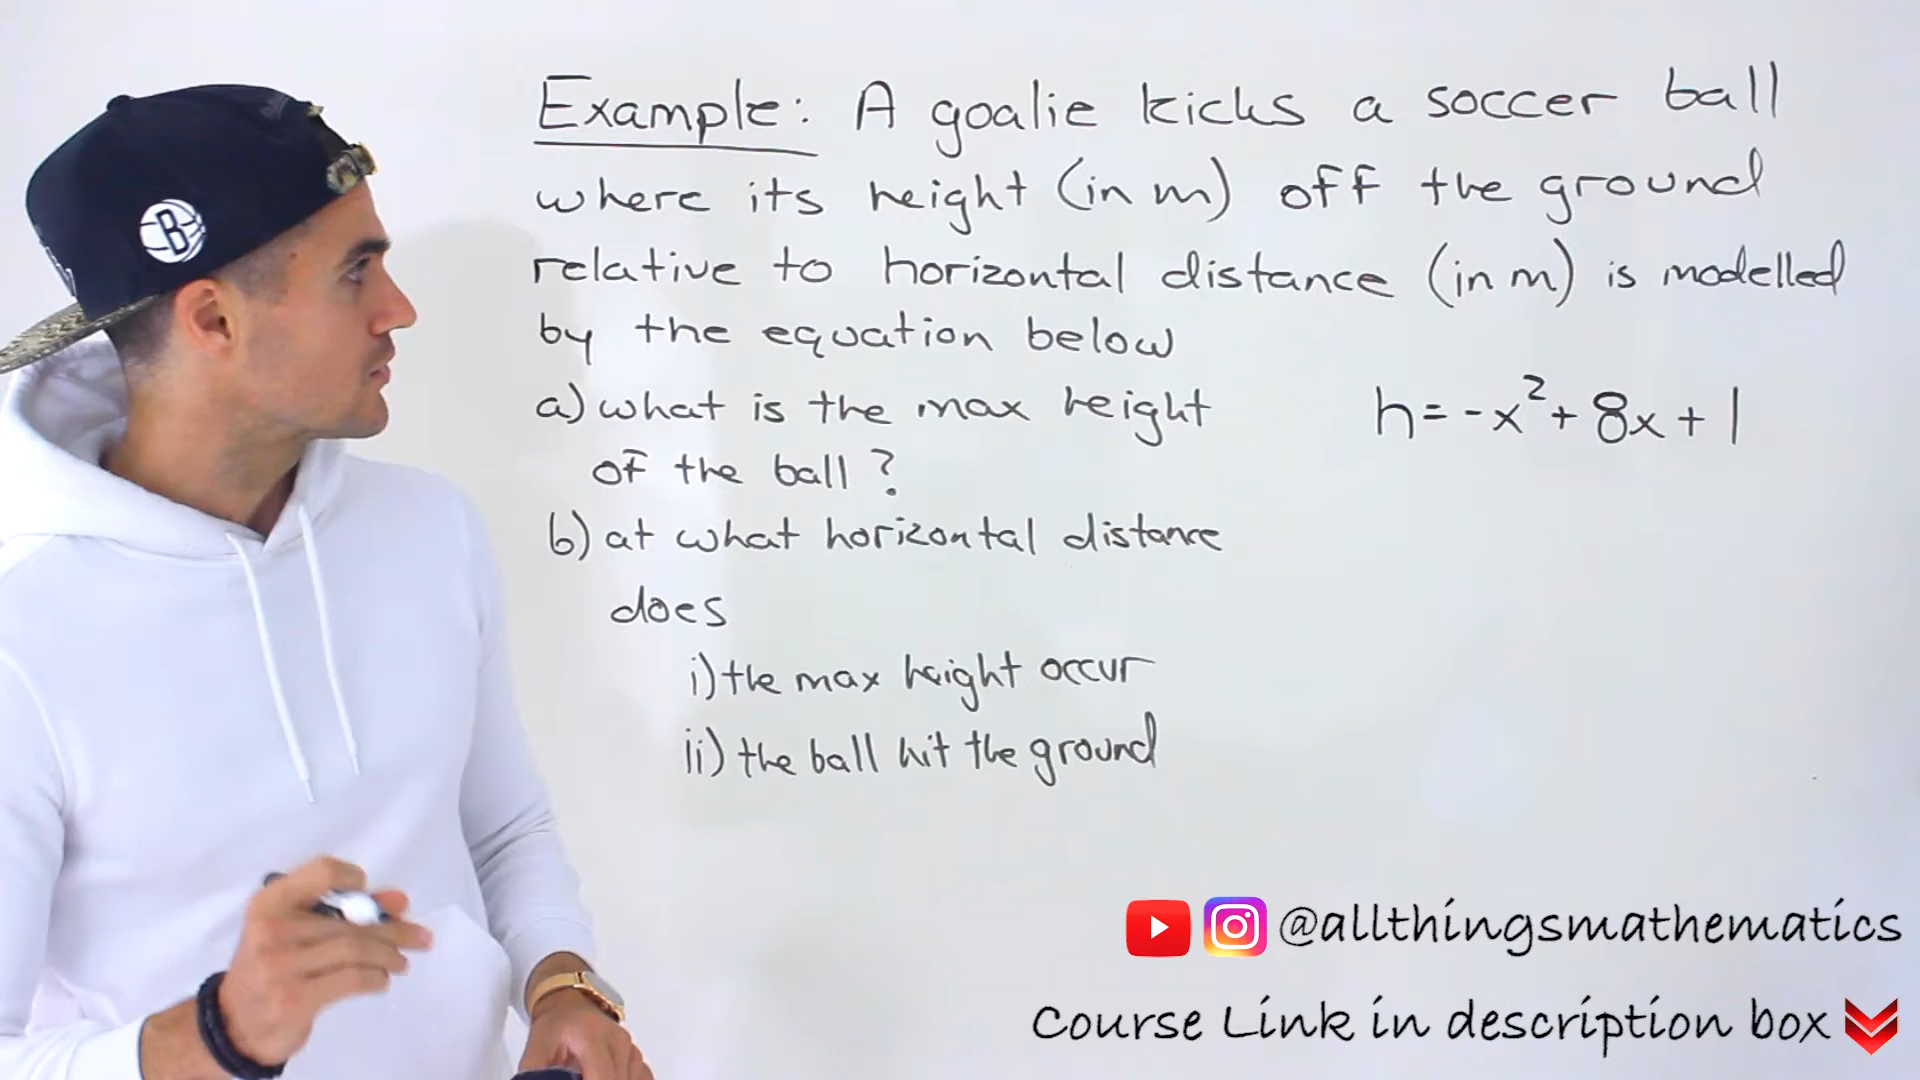 Example: A goalie kicks a soccer ball
where its height (in m) off the ground
relative to horizontal distance (in m) is modelled
by the equation below
a) what is the max height
of the ball?
h = -x² + 8x + 1
b) at what horizontal distance
does
i) the max height occur
ii) the ball hit the ground
B
@allthingsmathematics
Course Link in description box